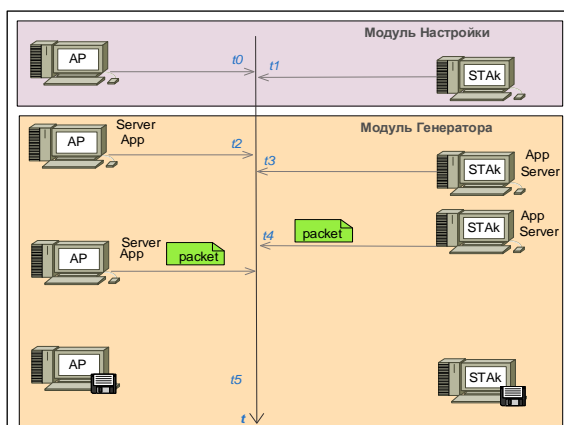 Модуль Настройки
AP
t0
t1
STAk
Модуль Генератора
Server
App
AP
t2
t3
STAk
App
Server
t4
packet
STAk
App
Server
Server
App
packet
AP
AP
t5
STAk
t